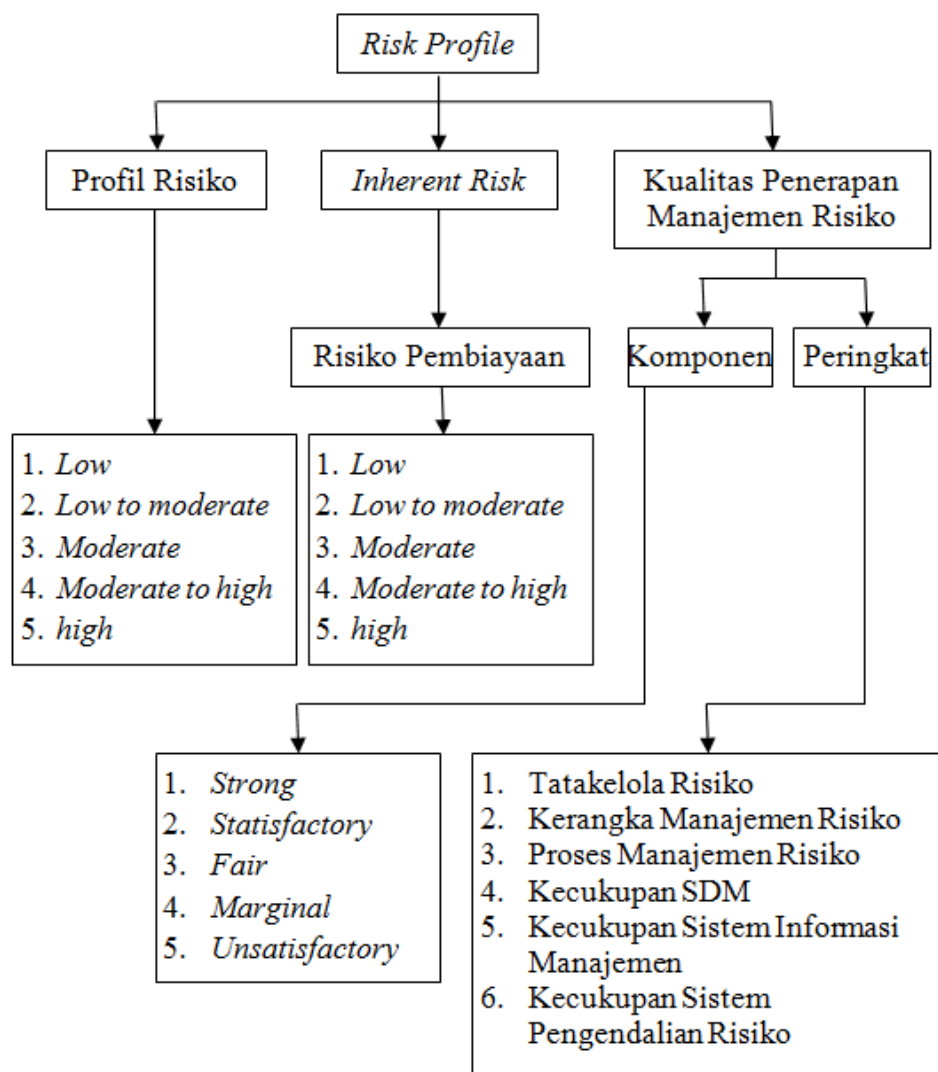 Risk Profile
Profil Risiko
Inherent Risk
Kualitas Penerapan
Manajemen Risiko
Risiko Pembiayaan
Komponen
Peringkat
1. Low
2. Low to moderate
3. Moderate
4. Moderate to high
5. high
1. Low
2. Low to moderate
3. Moderate
4. Moderate to high
5. high
1. Strong
2. Statisfactory
3. Fair
4. Marginal
5. Unsatisfactory
1. Tatakelola Risiko
2. Kerangka Manajemen Risiko
3. Proses Manajemen Risiko
4. Kecukupan SDM
5. Kecukupan Sistem Informasi
Manajemen
6. Kecukupan Sistem
Pengendalian Risiko